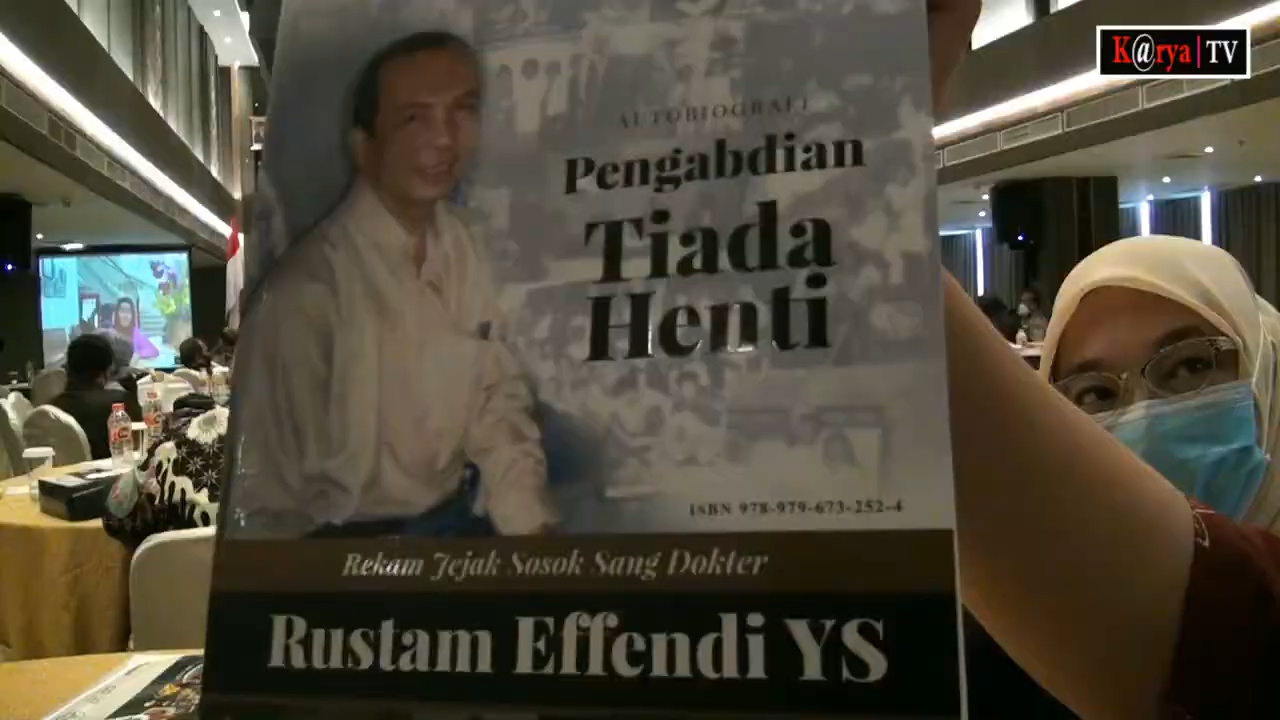 K@rya|TV
AUTOBIOGRAFI
Pengabdian
Tiada
Henti
ISBN 978-979-673-252-4
Rekam Jejak Sosok Sang Dokter
Rustam Effendi YS